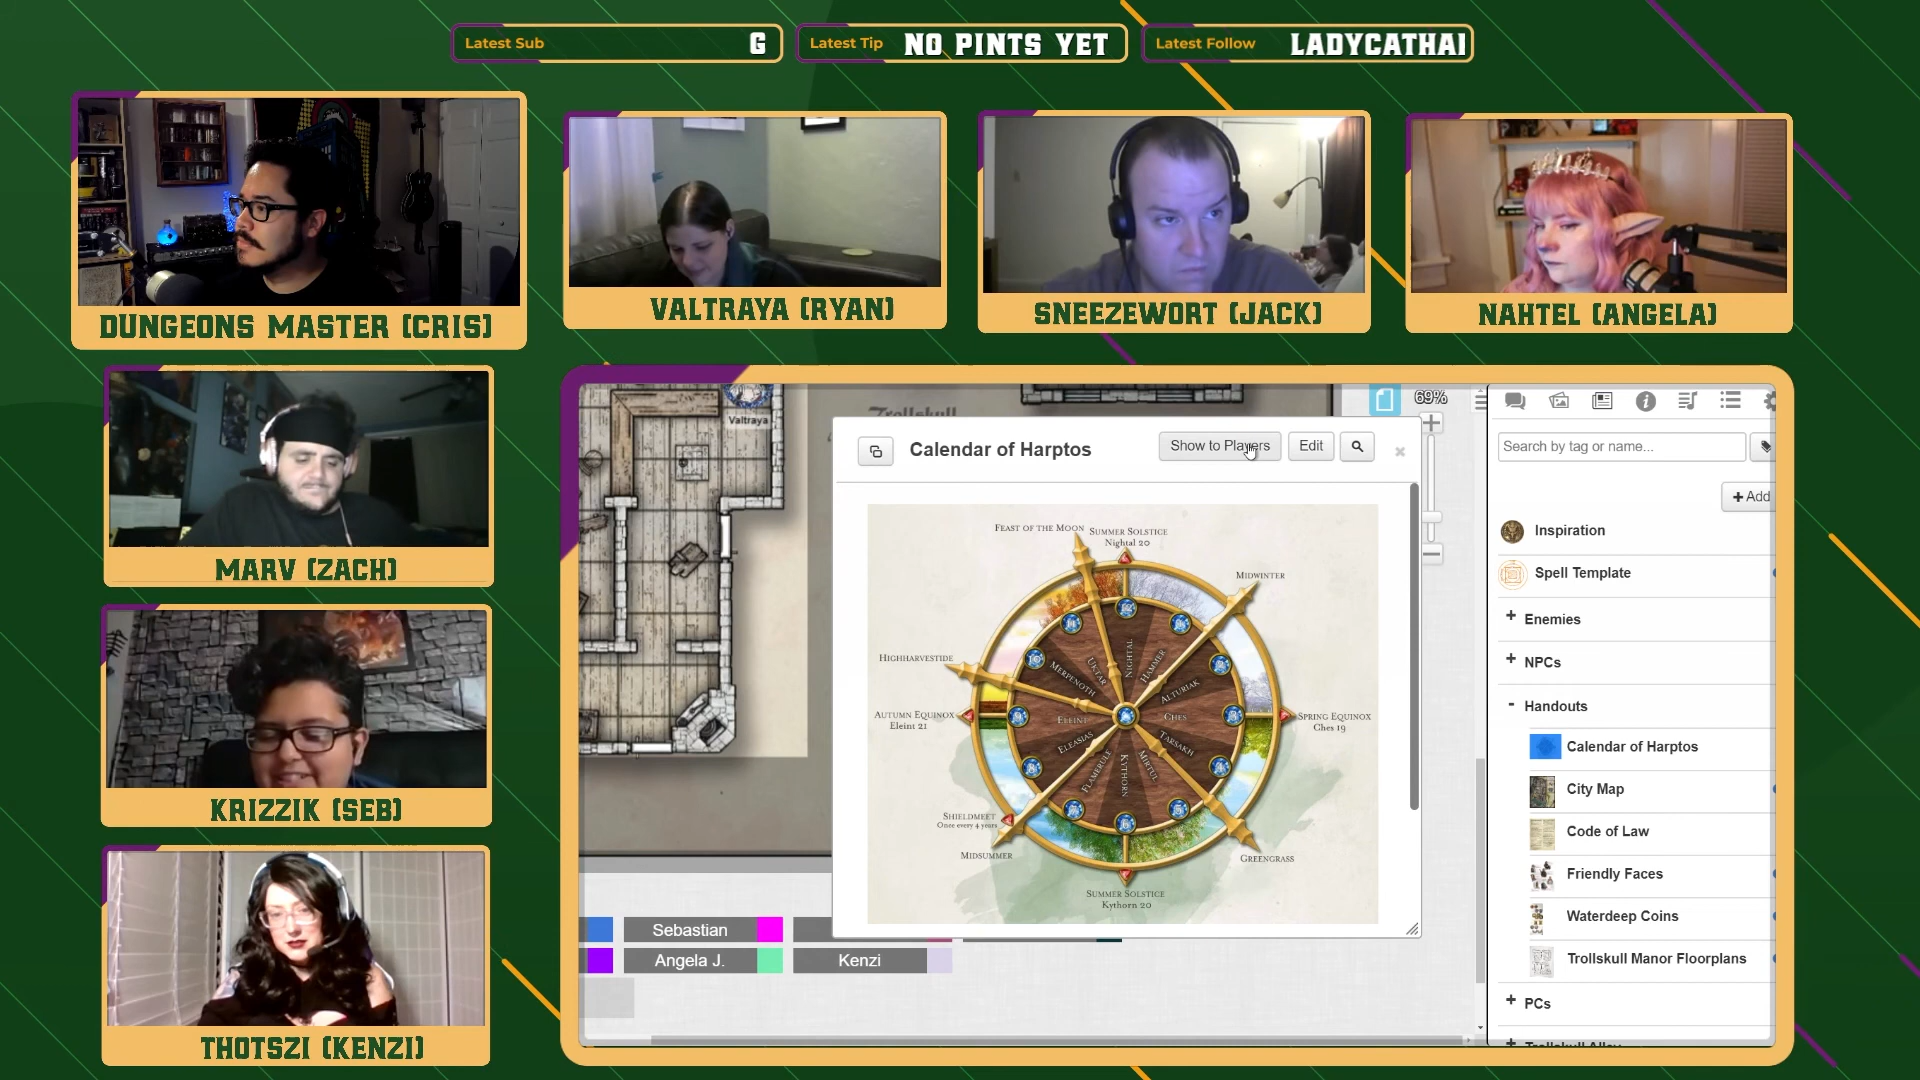 Latest Sub G
Latest Tip NO PINTS YET
Latest Follow LADYCATHAI
DUNGEONS MASTER (CRIS)
VALTRAYA (RYAN)
SNEEZEWORT (JACK)
NAHTEL (ANGELA)
MARV (ZACH)
KRIZZIK (SEB)
THOTSZI (KENZI)
Valtraya
Trollskull
69%
Calendar of Harptos
Show to Players
Edit
FEAST OF THE MOON
SUMMER SOLSTICE
Nightal 20
MIDWINTER
HIGHHARVESTIDE
AUTUMN EQUINOX
Eleint 21
SPRING EQUINOX
Ches 19
SHIELDMEET
Once every 4 years
MIDSUMMER
GREENGRASS
SUMMER SOLSTICE
Kythorn 20
NIGHTAL
HAMMER
ALTURIAK
CHES
TARSAKH
MIRTUL
KYTHORN
FLAMERULE
ELEASIAS
ELEINT
MARPENOTH
UKTAR
Sebastian
Angela J.
Kenzi
Search by tag or name...
+ Add
Inspiration
Spell Template
+ Enemies
+ NPCs
- Handouts
Calendar of Harptos
City Map
Code of Law
Friendly Faces
Waterdeep Coins
Trollskull Manor Floorplans
+ PCs
+ Trollskull Alley